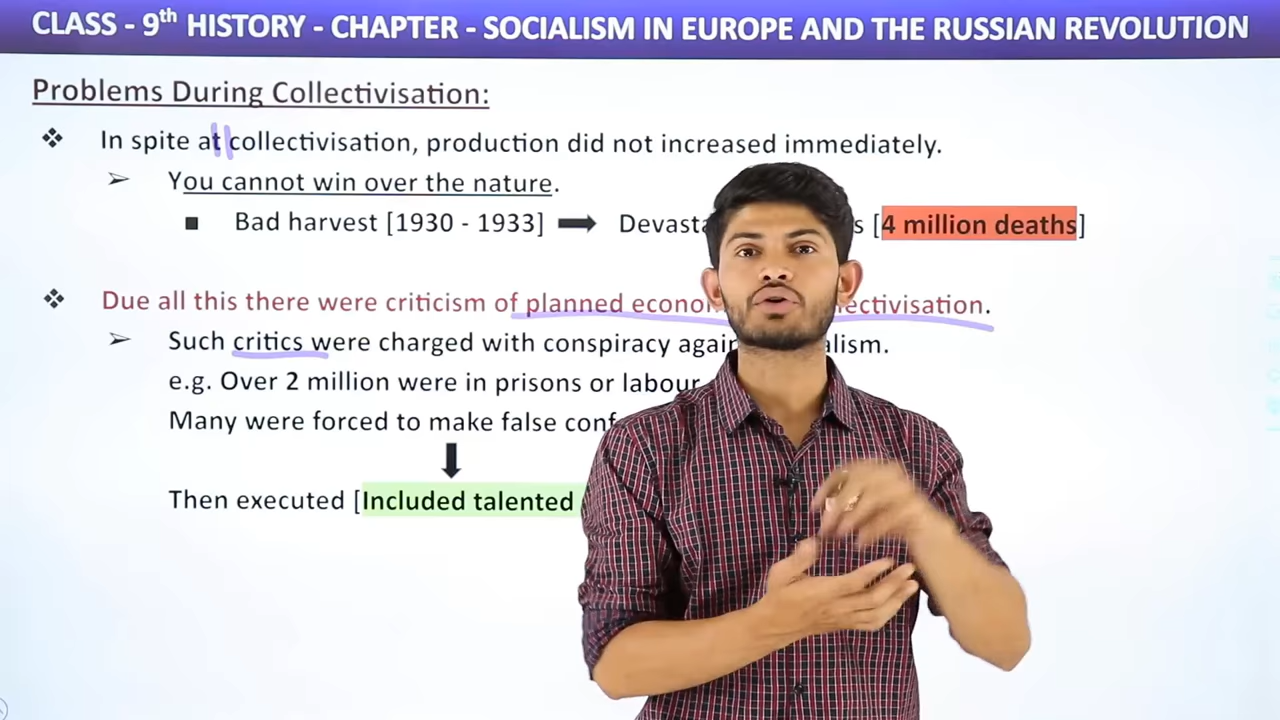 CLASS - 9th HISTORY - CHAPTER - SOCIALISM IN EUROPE AND THE RUSSIAN REVOLUTION
Problems During Collectivisation:
❖ In spite at collectivisation, production did not increased immediately.
➢ You cannot win over the nature.
■ Bad harvest [1930 - 1933] ➡ [4 million deaths]
❖ Due all this there were criticism of planned
➢ Such critics were charged with conspiracy
e.g. Over 2 million were in prisons or labour
Many were forced to make false
⬇
Then executed [Included talented